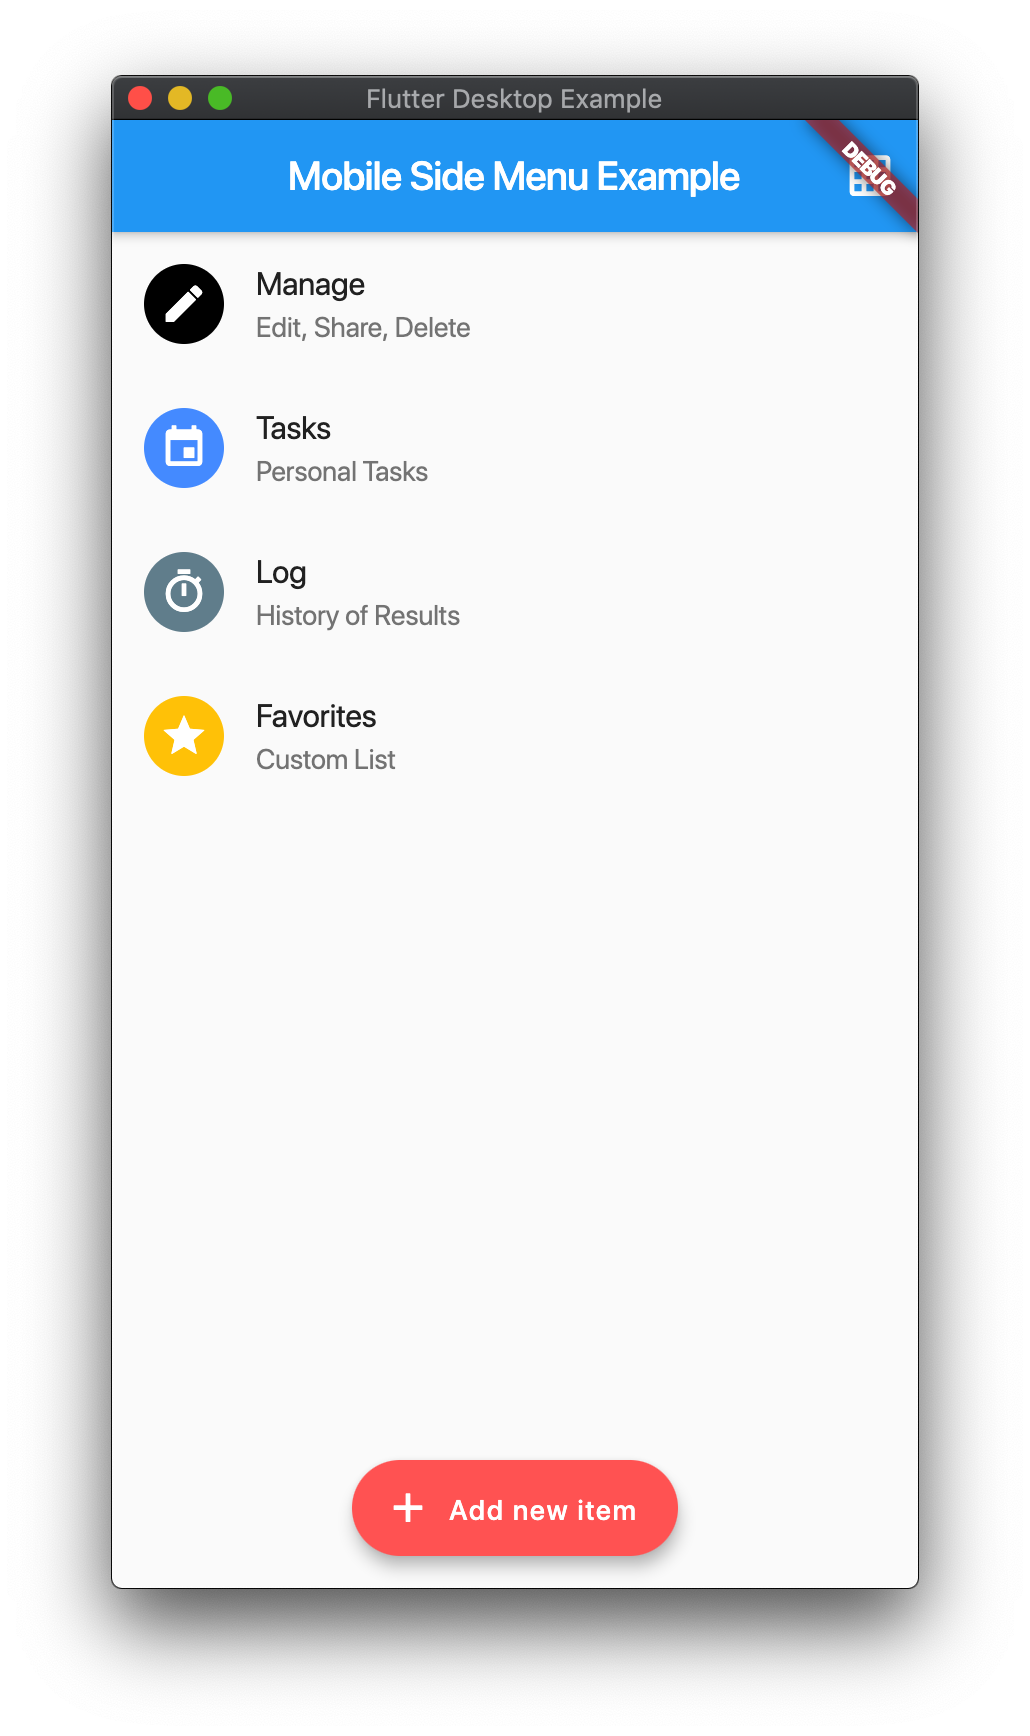 Flutter Desktop Example
Mobile Side Menu Example
DEBUG
Manage
Edit, Share, Delete
Tasks
Personal Tasks
Log
History of Results
Favorites
Custom List
Add new item